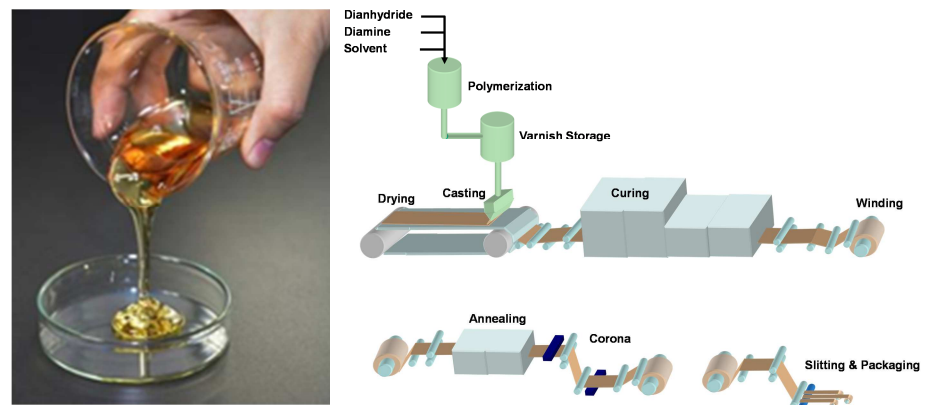 Dianhydride
Diamine
Solvent
Polymerization
Varnish Storage
Casting
Drying
Curing
Winding
Annealing
Corona
Slitting & Packaging